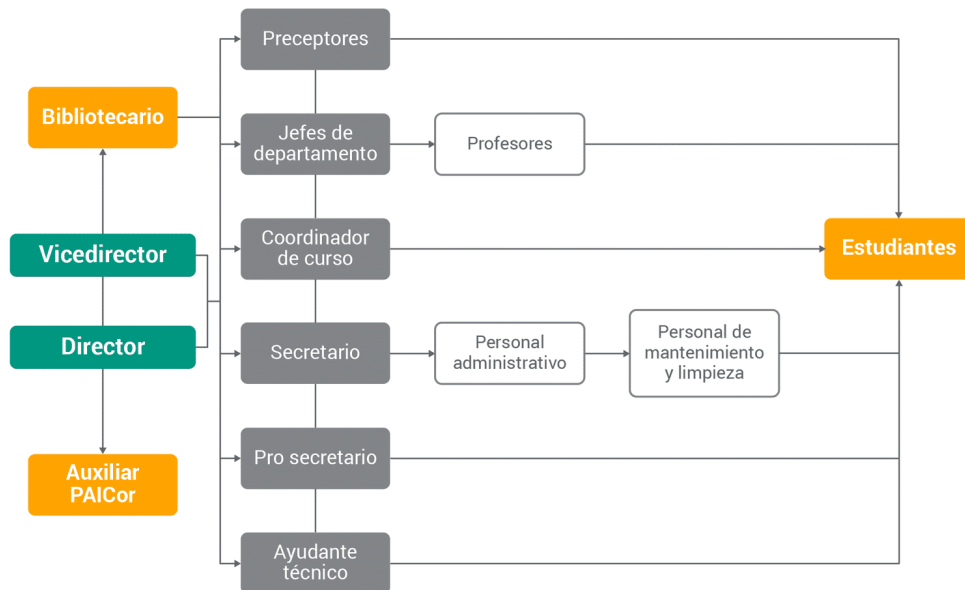 Preceptores
Bibliotecario
Jefes de
departamento
Profesores
Vicedirector
Coordinador
de curso
Estudiantes
Director
Secretario
Personal
administrativo
Personal de
mantenimiento
y limpieza
Auxiliar
PAICor
Pro secretario
Ayudante
técnico